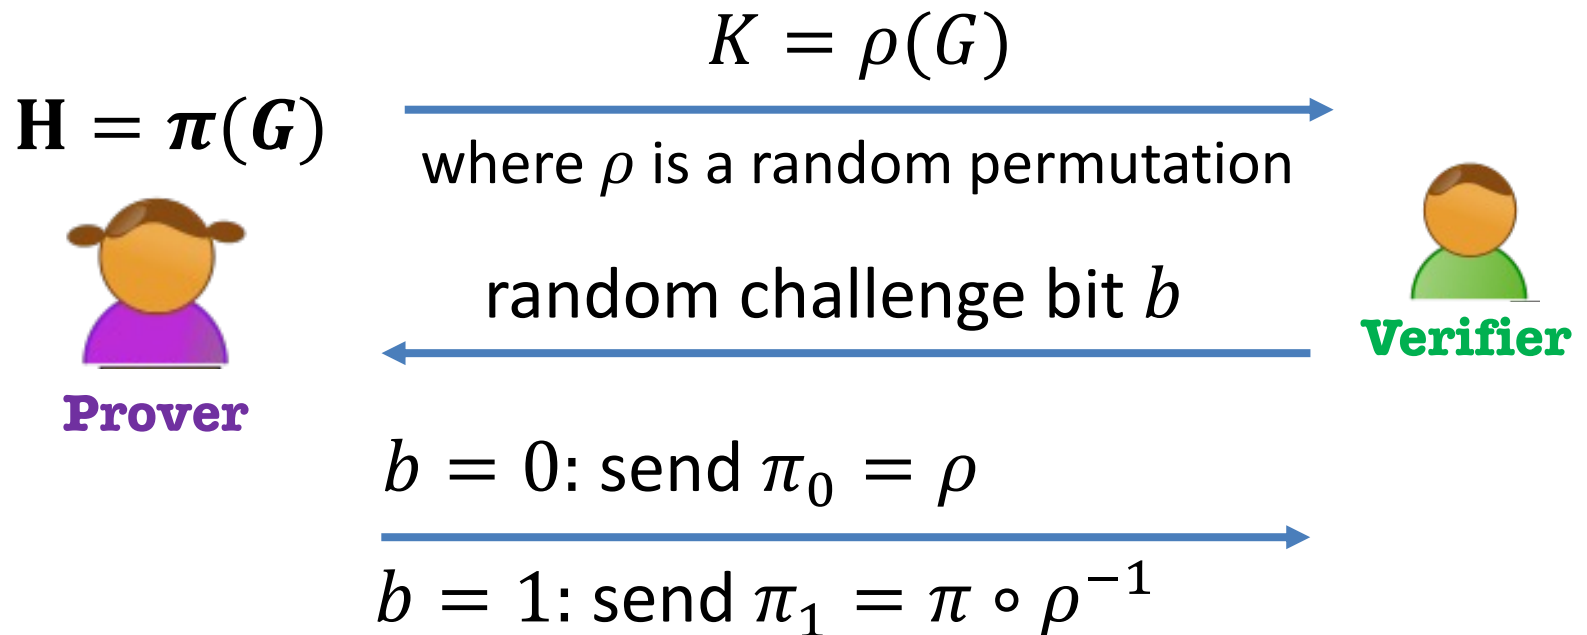 K = ρ(G)
H = π(G)
where ρ is a random permutation
random challenge bit b
Verifier
Prover
b = 0: send π₀ = ρ
b = 1: send π₁ = π ∘ ρ⁻¹